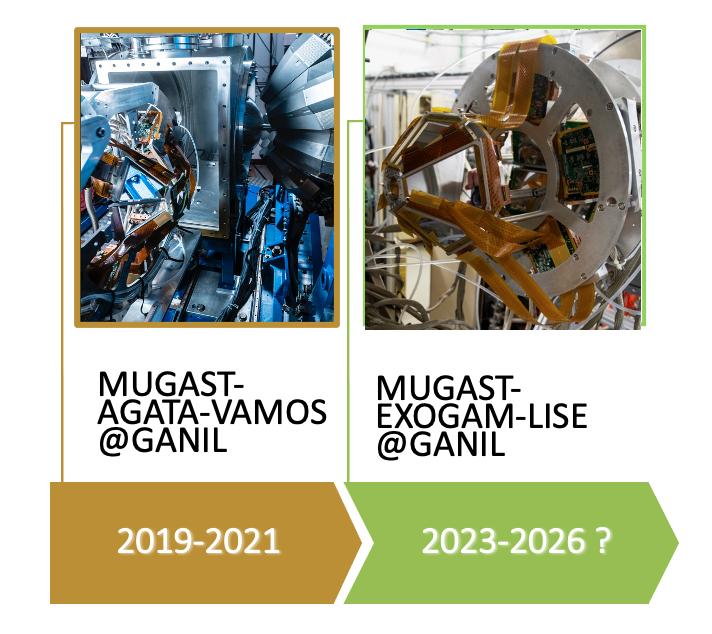 MUGAST-
AGATA-VAMOS
@GANIL
MUGAST-
EXOGAM-LISE
@GANIL
2019-2021
2023-2026 ?